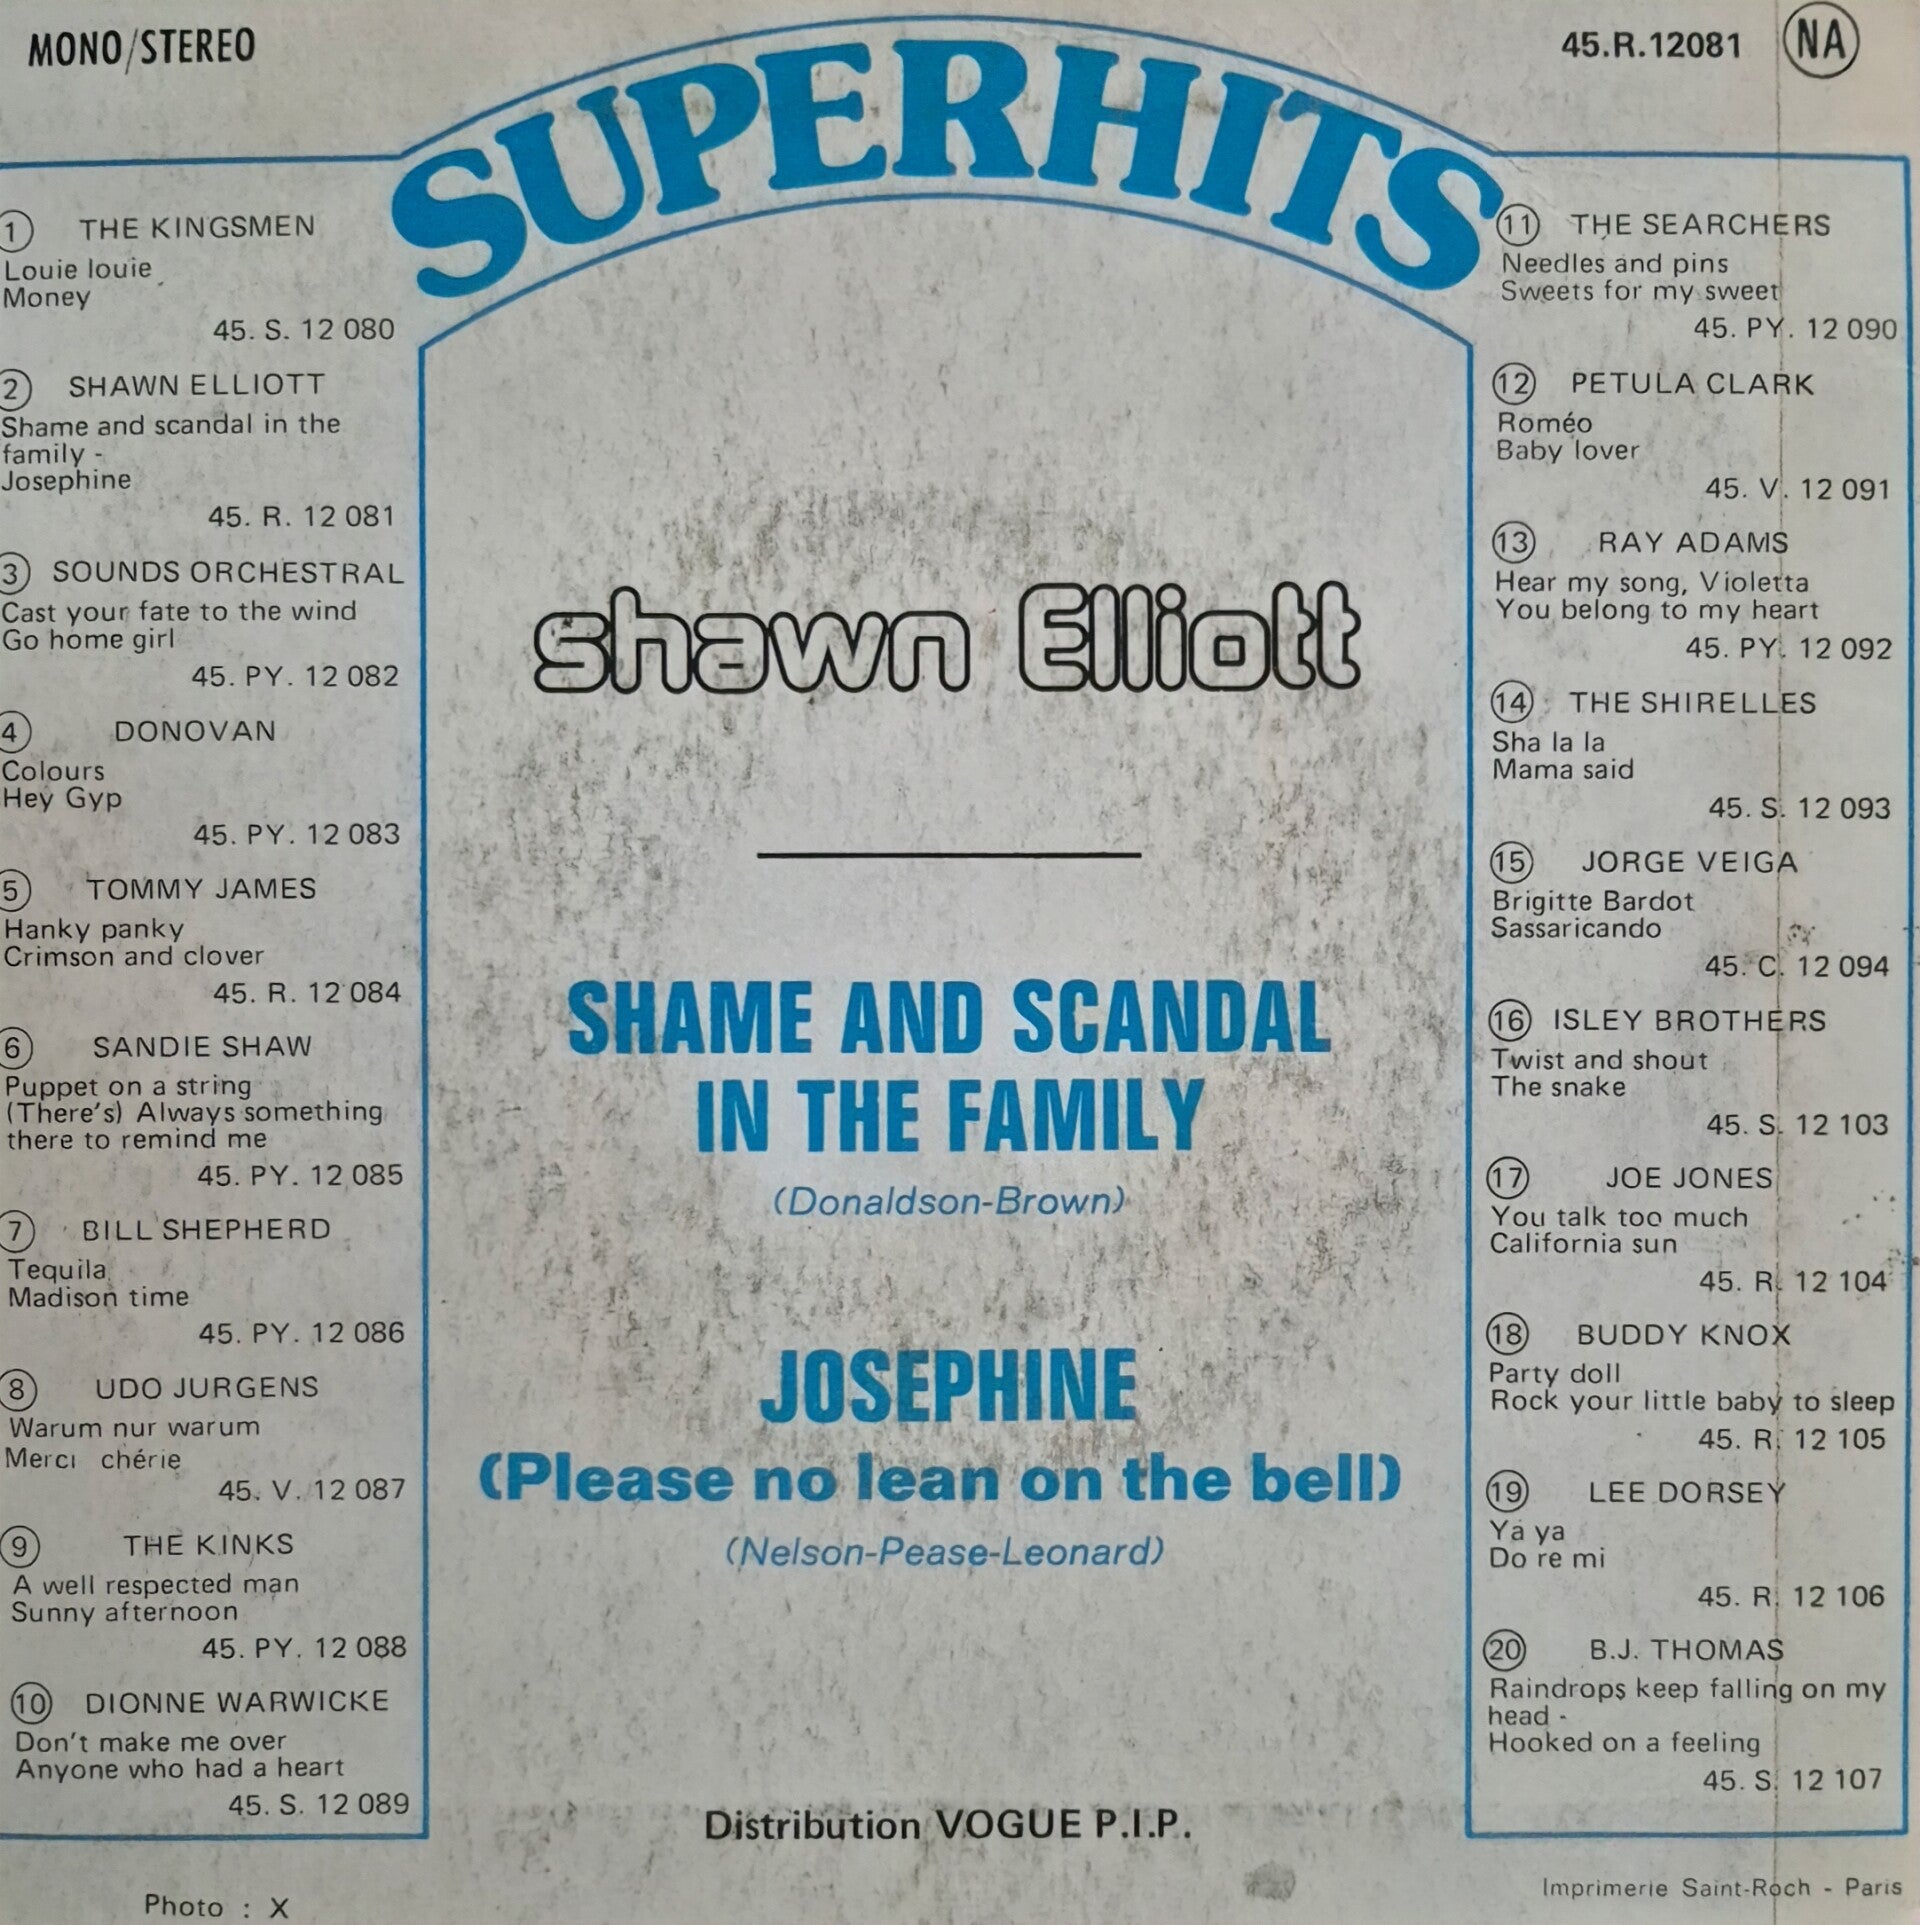 MONO/STEREO
45.R.12081 NA
SUPERHITS
1 THE KINGSMEN
Louie louie
Money
45. S. 12 080
2 SHAWN ELLIOTT
Shame and scandal in the
family -
Josephine
45. R. 12 081
3 SOUNDS ORCHESTRAL
Cast your fate to the wind
Go home girl
45. PY. 12 082
4 DONOVAN
Colours
Hey Gyp
45. PY. 12 083
5 TOMMY JAMES
Hanky panky
Crimson and clover
45. R. 12 084
6 SANDIE SHAW
Puppet on a string
(There's) Always something
there to remind me
45. PY. 12 085
7 BILL SHEPHERD
Tequila
Madison time
45. PY. 12 086
8 UDO JURGENS
Warum nur warum
Merci chérie
45. V. 12 087
9 THE KINKS
A well respected man
Sunny afternoon
45. PY. 12 088
10 DIONNE WARWICKE
Don't make me over
Anyone who had a heart
45. S. 12 089
shawn Elliott
SHAME AND SCANDAL
IN THE FAMILY
(Donaldson-Brown)
JOSEPHINE
(Please no lean on the bell)
(Nelson-Pease-Leonard)
Distribution VOGUE P.I.P.
11 THE SEARCHERS
Needles and pins
Sweets for my sweet
45. PY. 12 090
12 PETULA CLARK
Roméo
Baby lover
45. V. 12 091
13 RAY ADAMS
Hear my song, Violetta
You belong to my heart
45. PY. 12 092
14 THE SHIRELLES
Sha la la
Mama said
45. S. 12 093
15 JORGE VEIGA
Brigitte Bardot
Sassaricando
45. C. 12 094
16 ISLEY BROTHERS
Twist and shout
The snake
45. S. 12 103
17 JOE JONES
You talk too much
California sun
45. R. 12 104
18 BUDDY KNOX
Party doll
Rock your little baby to sleep
45. R. 12 105
19 LEE DORSEY
Ya ya
Do re mi
45. R. 12 106
20 B.J. THOMAS
Raindrops keep falling on my
head -
Hooked on a feeling
45. S. 12 107
Photo : X
Imprimerie Saint-Roch - Paris